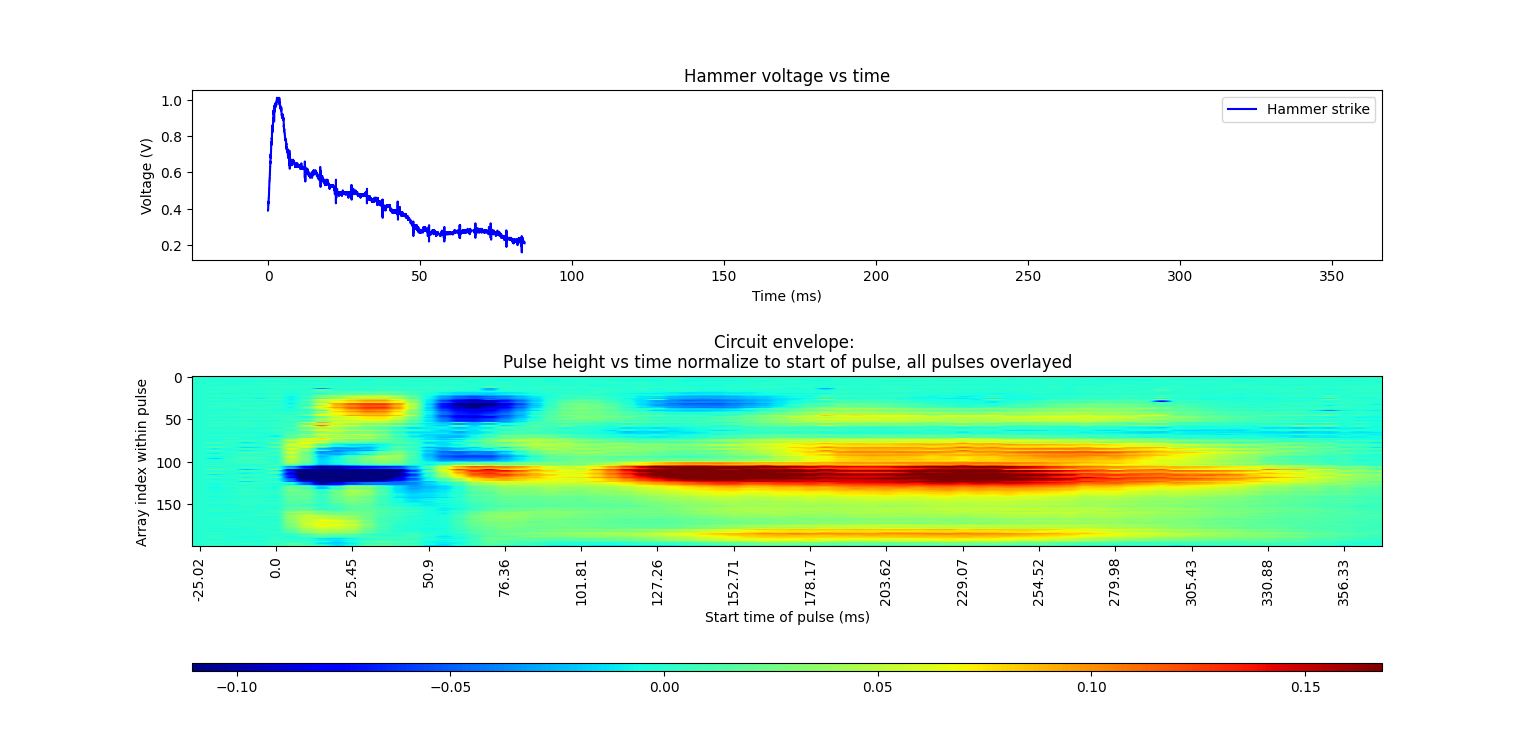 Hammer voltage vs time
Voltage (V)
1.0
0.8
0.6
0.4
0.2
Hammer strike
0 50 100 150 200 250 300 350
Time (ms)
Circuit envelope:
Pulse height vs time normalize to start of pulse, all pulses overlayed
Array index within pulse
0
50
100
150
-25.02 0.0 25.45 50.9 76.36 101.81 127.26 152.71 178.17 203.62 229.07 254.52 279.98 305.43 330.88 356.33
Start time of pulse (ms)
−0.10 −0.05 0.00 0.05 0.10 0.15